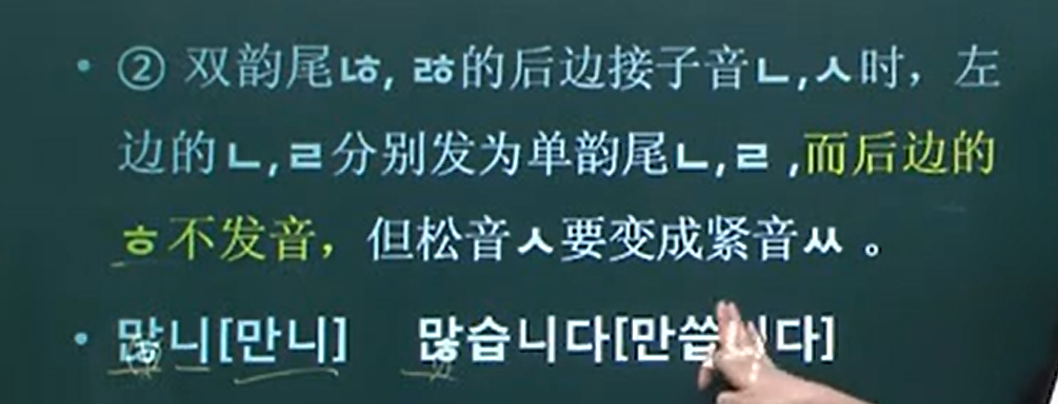 • ② 双韵尾ㄶ, ㅀ的后边接子音ㄴ,ㅅ时，左
边的ㄴ,ㄹ分别发为单韵尾ㄴ,ㄹ ,而后边的
ㅎ不发音，但松音ㅅ要变成紧音ㅆ 。
• 많니[만니] 많습니다[만씁니다]